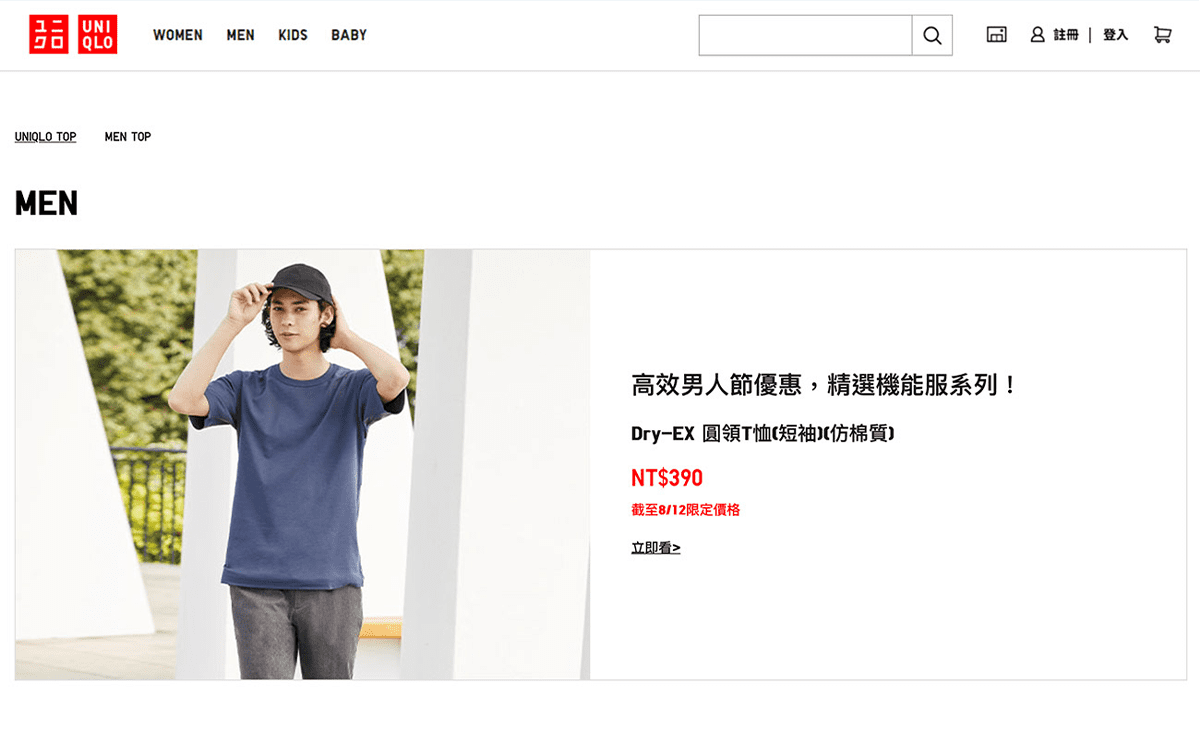 ユニ
クロ
UNI
QLO
WOMEN MEN KIDS BABY
註冊 | 登入
UNIQLO TOP MEN TOP
MEN
高效男人節優惠，精選機能服系列！
Dry-EX 圓領T恤(短袖)(仿棉質)
NT$390
截至8/12限定價格
立即看>